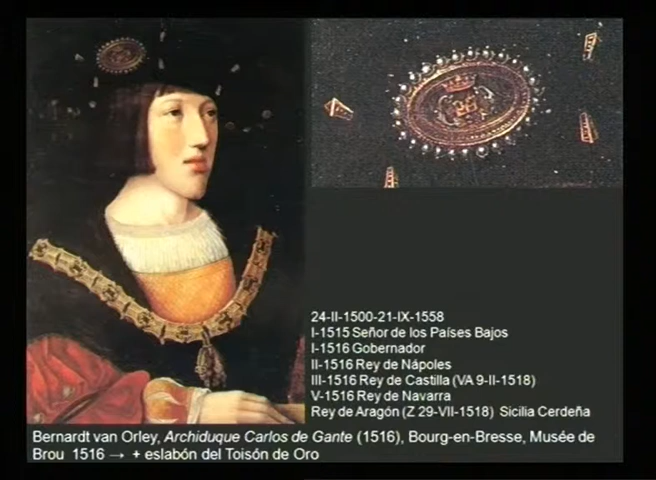 24-II-1500-21-IX-1558
I-1515 Señor de los Países Bajos
I-1516 Gobernador
II-1516 Rey de Nápoles
III-1516 Rey de Castilla (VA 9-II-1518)
V-1516 Rey de Navarra
Rey de Aragón (Z 29-VII-1518) Sicilia Cerdeña
Bernardt van Orley, Archiduque Carlos de Gante (1516), Bourg-en-Bresse, Musée de
Brou 1516 → + eslabón del Toisón de Oro